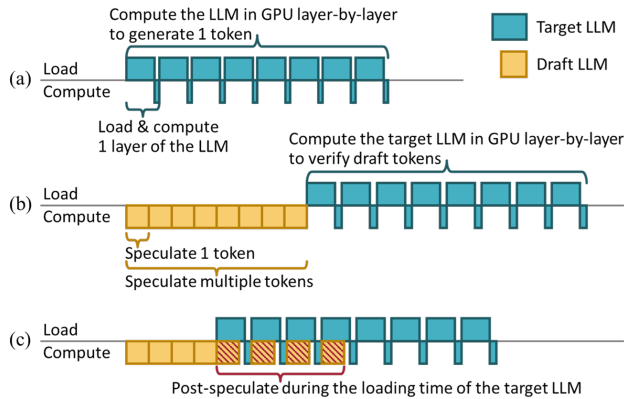 Compute the LLM in GPU layer-by-layer
to generate 1 token
Target LLM
Draft LLM
(a)
Load
Compute
Load & compute
1 layer of the LLM
Compute the target LLM in GPU layer-by-layer
to verify draft tokens
(b)
Load
Compute
Speculate 1 token
Speculate multiple tokens
(c)
Load
Compute
Post-speculate during the loading time of the target LLM